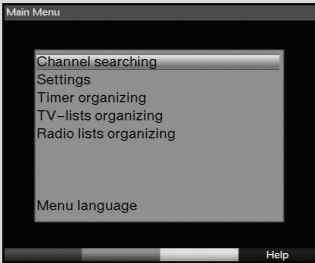 Main Menu
Channel searching
Settings
Timer organizing
TV-lists organizing
Radio lists organizing
Menu language
Help